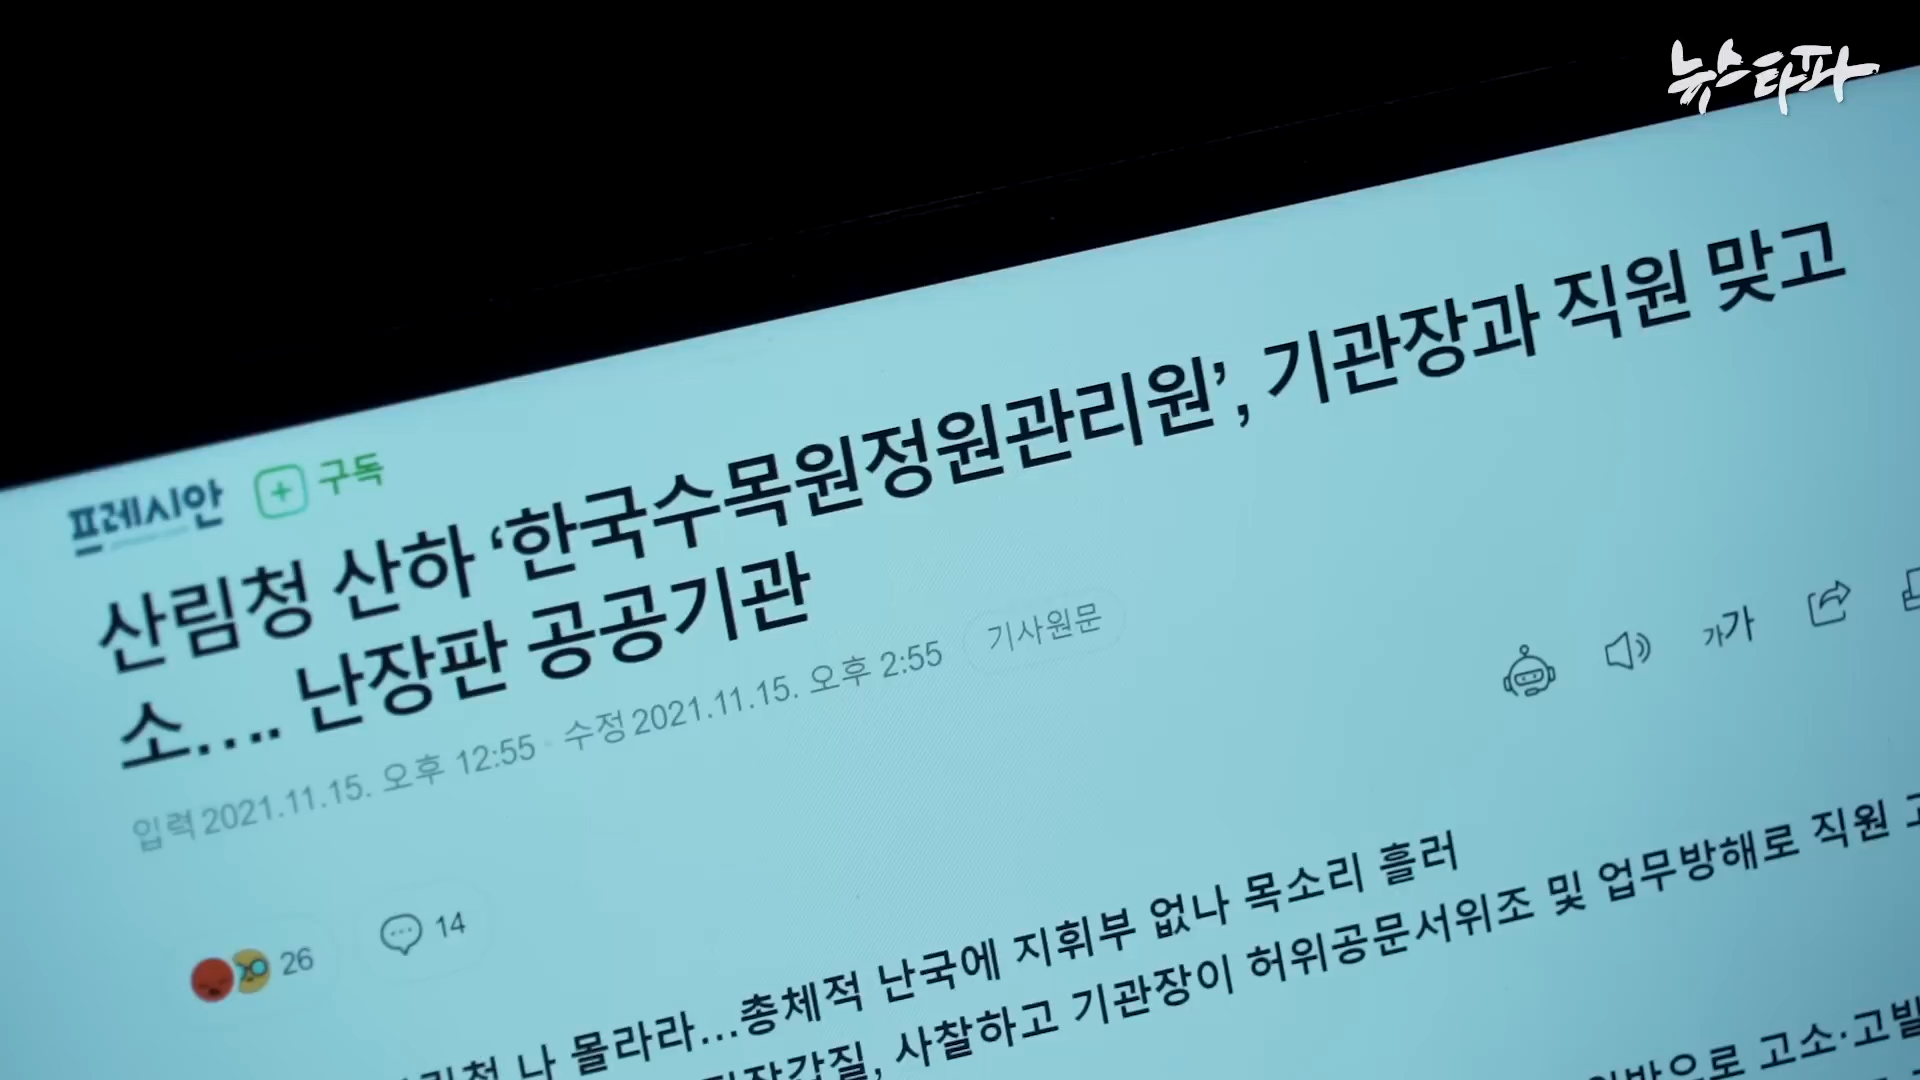 뉴스타파
프레시안 구독
산림청 산하 ‘한국수목원정원관리원’, 기관장과 직원 맞고
소.... 난장판 공공기관
입력 2021.11.15. 오후 12:55 · 수정 2021.11.15. 오후 2:55 기사원문
가가
26 14
나 몰라라...총체적 난국에 지휘부 없나 목소리 흘러
사찰하고 기관장이 허위공문서위조 및 업무방해로 직원
고소·고발